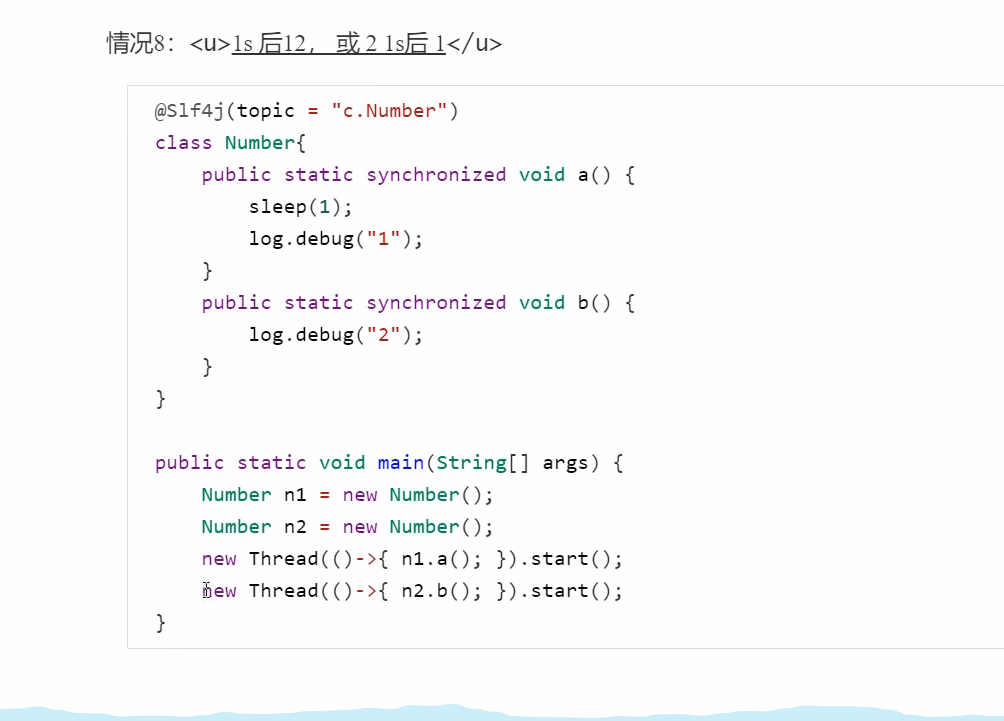 情况8：<u>1s 后12， 或 2 1s后 1</u>
@Slf4j(topic = "c.Number")
class Number{
    public static synchronized void a() {
        sleep(1);
        log.debug("1");
    }
    public static synchronized void b() {
        log.debug("2");
    }
}

public static void main(String[] args) {
    Number n1 = new Number();
    Number n2 = new Number();
    new Thread(()->{ n1.a(); }).start();
    new Thread(()->{ n2.b(); }).start();
}